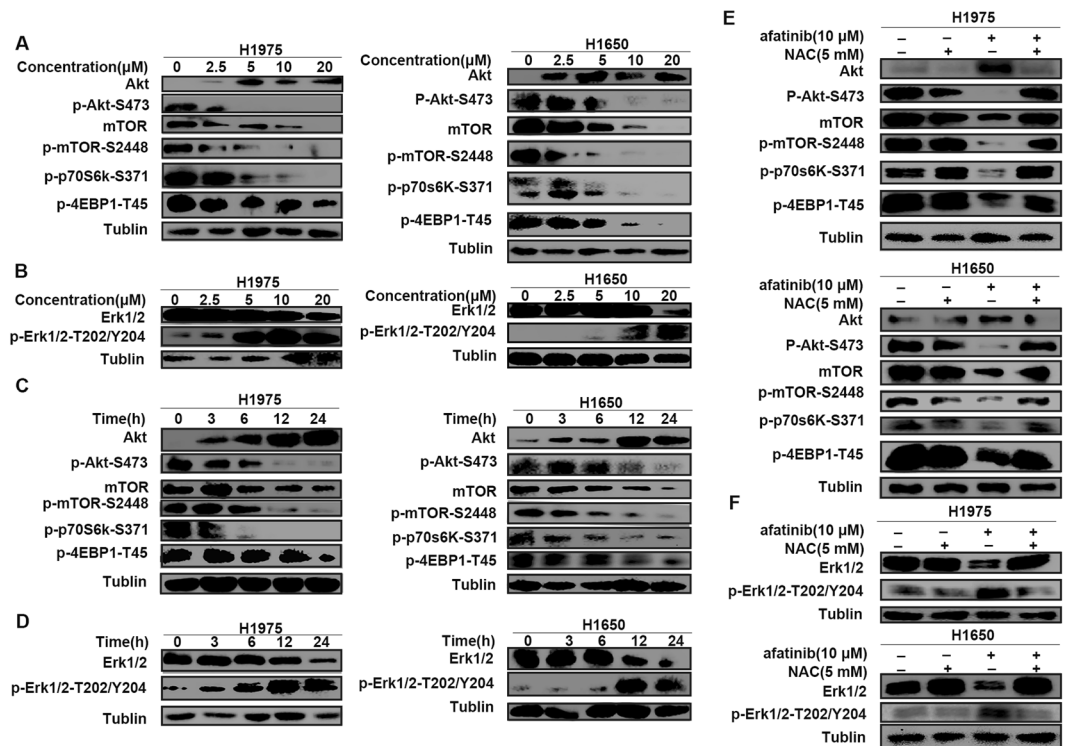 A
H1975
Concentration(μM) 0 2.5 5 10 20
Akt
p-Akt-S473
mTOR
p-mTOR-S2448
p-p70S6k-S371
p-4EBP1-T45
Tublin
H1650
Concentration(μM) 0 2.5 5 10 20
Akt
P-Akt-S473
mTOR
p-mTOR-S2448
p-p70s6K-S371
p-4EBP1-T45
Tublin
B
H1975
Concentration(μM) 0 2.5 5 10 20
Erk1/2
p-Erk1/2-T202/Y204
Tublin
H1650
Concentration(μM) 0 2.5 5 10 20
Erk1/2
p-Erk1/2-T202/Y204
Tublin
C
H1975
Time(h) 0 3 6 12 24
Akt
p-Akt-S473
mTOR
p-mTOR-S2448
p-p70S6k-S371
p-4EBP1-T45
Tublin
H1650
Time(h) 0 3 6 12 24
Akt
p-Akt-S473
mTOR
p-mTOR-S2448
p-p70s6K-S371
p-4EBP1-T45
Tublin
D
H1975
Time(h) 0 3 6 12 24
Erk1/2
p-Erk1/2-T202/Y204
Tublin
H1650
Time(h) 0 3 6 12 24
Erk1/2
p-Erk1/2-T202/Y204
Tublin
E
H1975
afatinib(10 μM) – – + +
NAC(5 mM) – + – +
Akt
P-Akt-S473
mTOR
p-mTOR-S2448
p-p70s6K-S371
p-4EBP1-T45
Tublin
H1650
afatinib(10 μM) – – + +
NAC(5 mM) – + – +
Akt
P-Akt-S473
mTOR
p-mTOR-S2448
p-p70s6K-S371
p-4EBP1-T45
Tublin
F
H1975
afatinib(10 μM) – – + +
NAC(5 mM) – + – +
Erk1/2
p-Erk1/2-T202/Y204
Tublin
H1650
afatinib(10 μM) – – + +
NAC(5 mM) – + – +
Erk1/2
p-Erk1/2-T202/Y204
Tublin